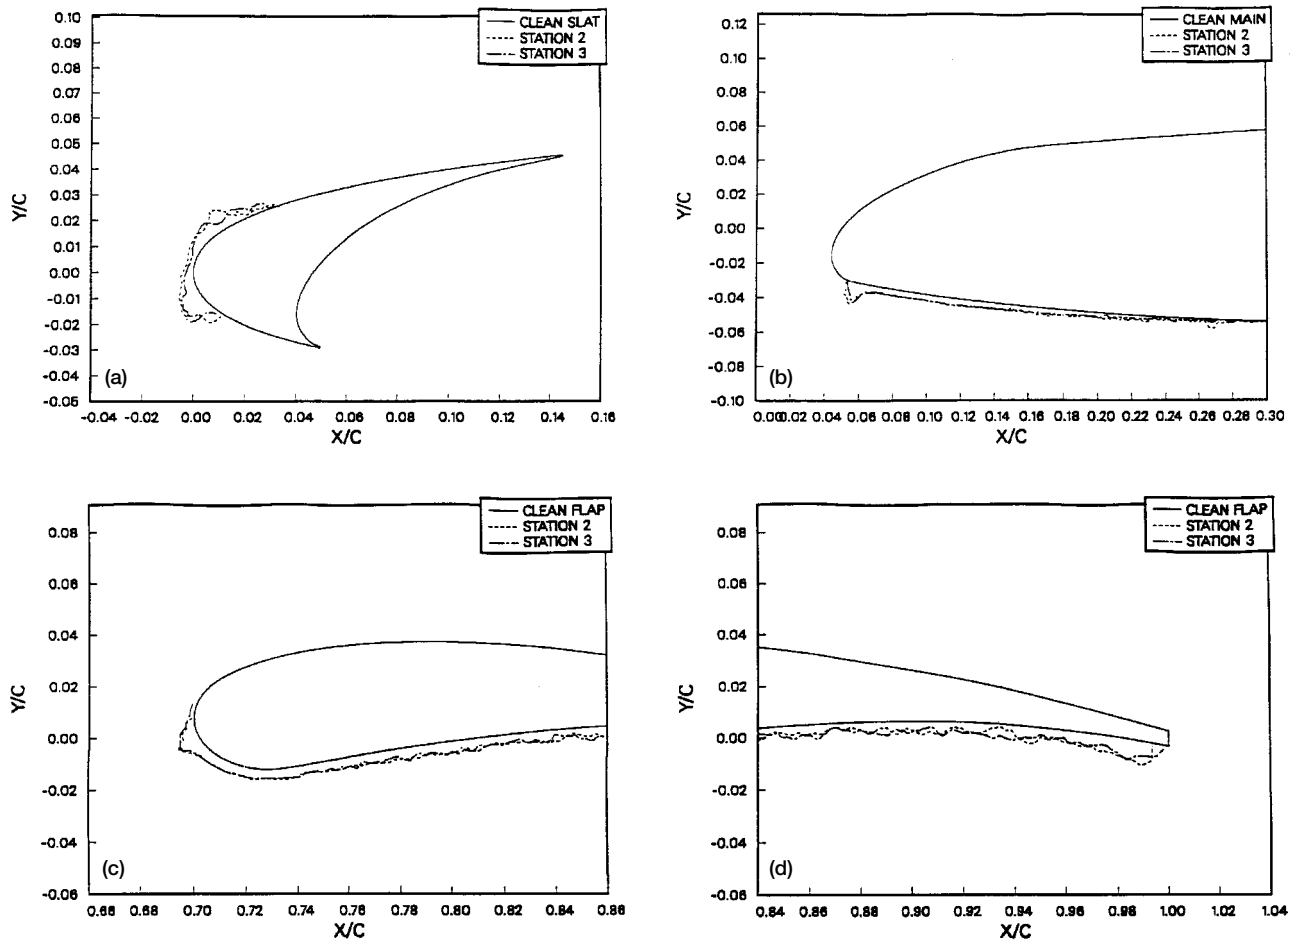 0.10
0.09
0.08
0.07
0.06
0.05
0.04
0.03
0.02
0.01
0.00
-0.01
-0.02
-0.03
-0.04
-0.05
Y/C
CLEAN SLAT
STATION 2
STATION 3
(a)
-0.04 -0.02 0.00 0.02 0.04 0.06 0.08 0.10 0.12 0.14 0.16
X/C
0.12
0.10
0.08
0.06
0.04
0.02
0.00
-0.02
-0.04
-0.06
-0.08
-0.10
Y/C
CLEAN MAIN
STATION 2
STATION 3
(b)
0.00 0.02 0.04 0.06 0.08 0.10 0.12 0.14 0.16 0.18 0.20 0.22 0.24 0.26 0.28 0.30
X/C
0.08
0.06
0.04
0.02
0.00
-0.02
-0.04
-0.06
Y/C
CLEAN FLAP
STATION 2
STATION 3
(c)
0.66 0.68 0.70 0.72 0.74 0.76 0.78 0.80 0.82 0.84 0.86
X/C
0.08
0.06
0.04
0.02
0.00
-0.02
-0.04
-0.06
Y/C
CLEAN FLAP
STATION 2
STATION 3
(d)
0.84 0.86 0.88 0.90 0.92 0.94 0.96 0.98 1.00 1.02 1.04
X/C